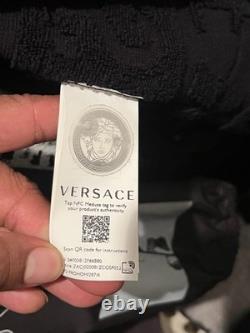 VERSACE
Tap NFC Medusa tag to verify
your product's authenticity
Scan QR code for instructions